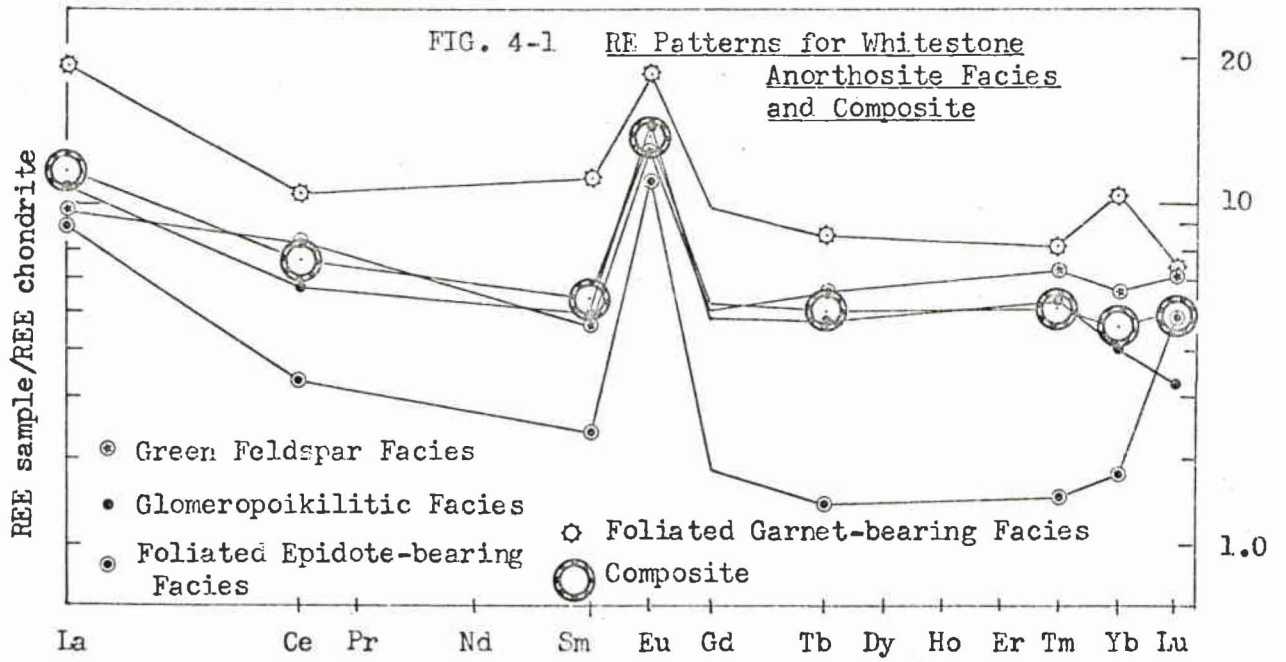 FIG. 4-1 RE Patterns for Whitestone
Anorthosite Facies
and Composite
REE sample/REE chondrite
20
10
1.0
Green Feldspar Facies
Glomeropoikilitic Facies
Foliated Epidote-bearing
Facies
Foliated Garnet-bearing Facies
Composite
La Ce Pr Nd Sm Eu Gd Tb Dy Ho Er Tm Yb Lu